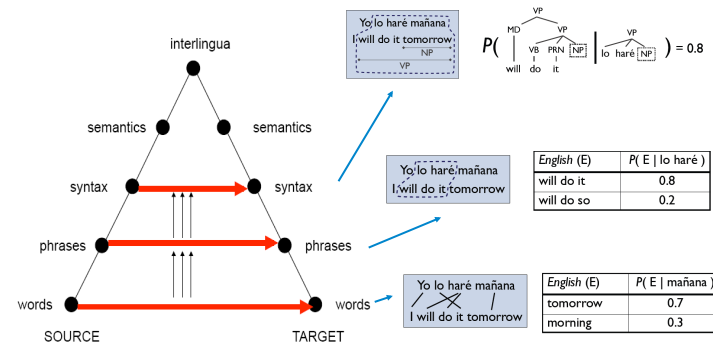 interlingua
semantics semantics
syntax syntax
phrases phrases
words words
SOURCE TARGET
Yo lo haré mañana
I will do it tomorrow
NP
VP
P( | ) = 0.8
VP
MD VP
VB PRN NP
will do it
VP
lo haré NP
Yo lo haré mañana
I will do it tomorrow
English (E) P( E | lo haré )
will do it 0.8
will do so 0.2
Yo lo haré mañana
I will do it tomorrow
English (E) P( E | mañana )
tomorrow 0.7
morning 0.3